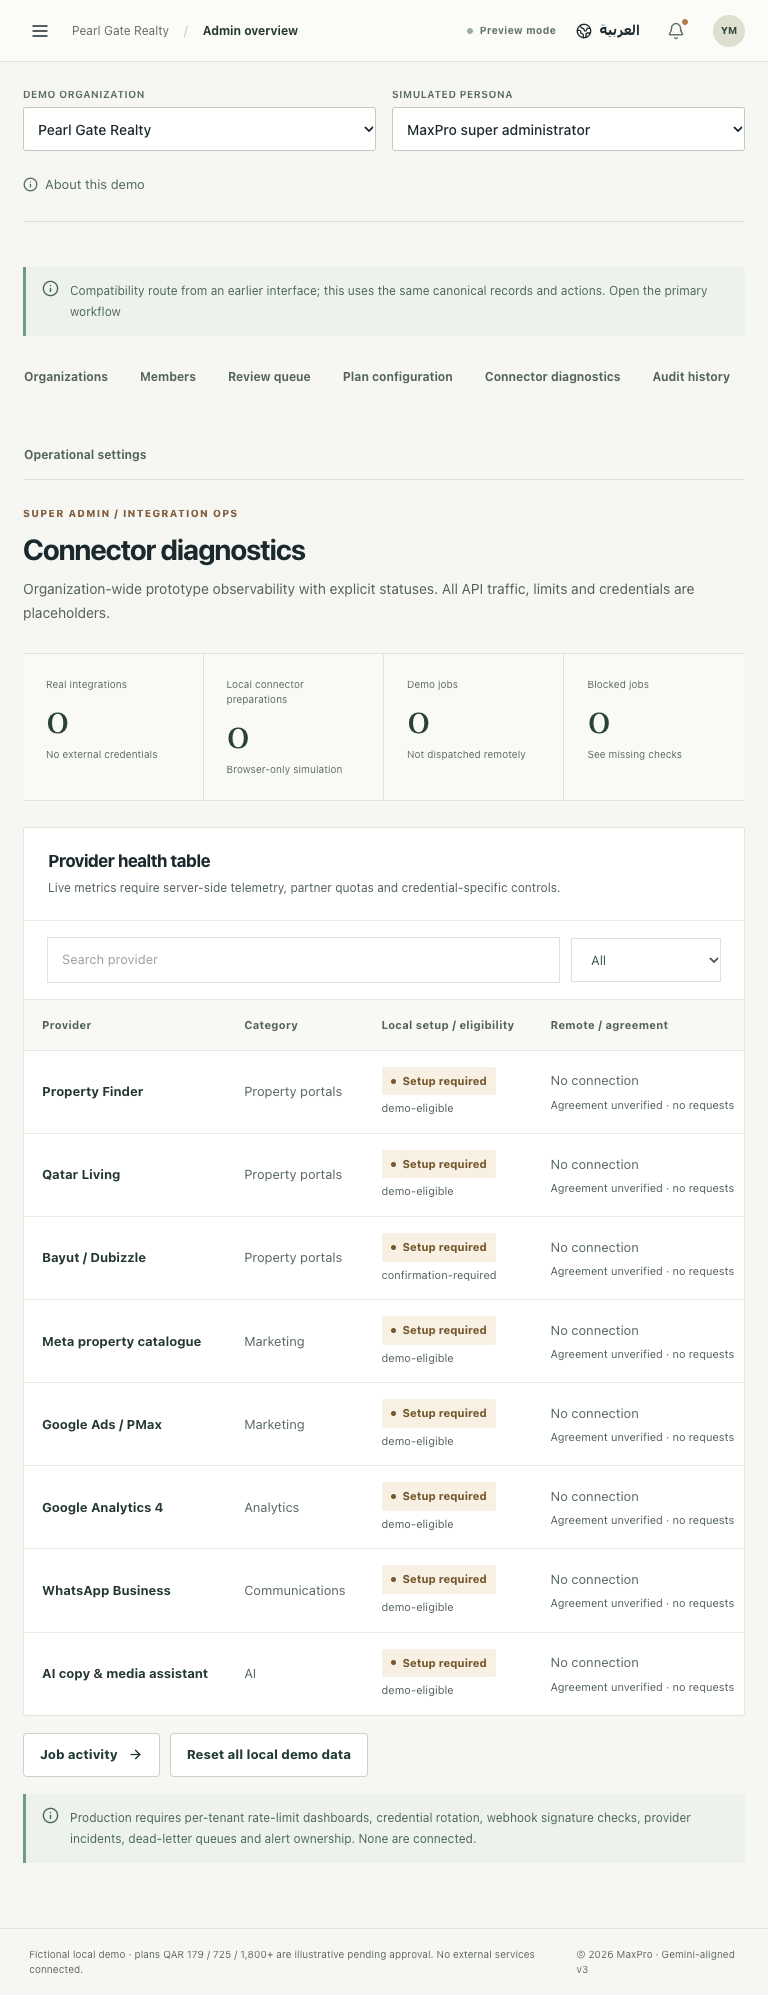 Pearl Gate Realty / Admin overview
Preview mode
العربية
YM
DEMO ORGANIZATION
SIMULATED PERSONA
Pearl Gate Realty
MaxPro super administrator
About this demo
Compatibility route from an earlier interface; this uses the same canonical records and actions. Open the primary
workflow
Organizations Members Review queue Plan configuration Connector diagnostics Audit history
Operational settings
SUPER ADMIN / INTEGRATION OPS
Connector diagnostics
Organization-wide prototype observability with explicit statuses. All API traffic, limits and credentials are
placeholders.
Real integrations
0
No external credentials
Local connector
preparations
0
Browser-only simulation
Demo jobs
0
Not dispatched remotely
Blocked jobs
0
See missing checks
Provider health table
Live metrics require server-side telemetry, partner quotas and credential-specific controls.
Search provider
All
Provider Category Local setup / eligibility Remote / agreement
Property Finder Property portals Setup required No connection
demo-eligible Agreement unverified · no requests
Qatar Living Property portals Setup required No connection
demo-eligible Agreement unverified · no requests
Bayut / Dubizzle Property portals Setup required No connection
confirmation-required Agreement unverified · no requests
Meta property catalogue Marketing Setup required No connection
demo-eligible Agreement unverified · no requests
Google Ads / PMax Marketing Setup required No connection
demo-eligible Agreement unverified · no requests
Google Analytics 4 Analytics Setup required No connection
demo-eligible Agreement unverified · no requests
WhatsApp Business Communications Setup required No connection
demo-eligible Agreement unverified · no requests
AI copy & media assistant AI Setup required No connection
demo-eligible Agreement unverified · no requests
Job activity →
Reset all local demo data
Production requires per-tenant rate-limit dashboards, credential rotation, webhook signature checks, provider
incidents, dead-letter queues and alert ownership. None are connected.
Fictional local demo · plans QAR 179 / 725 / 1,800+ are illustrative pending approval. No external services
connected.
© 2026 MaxPro · Gemini-aligned
v3